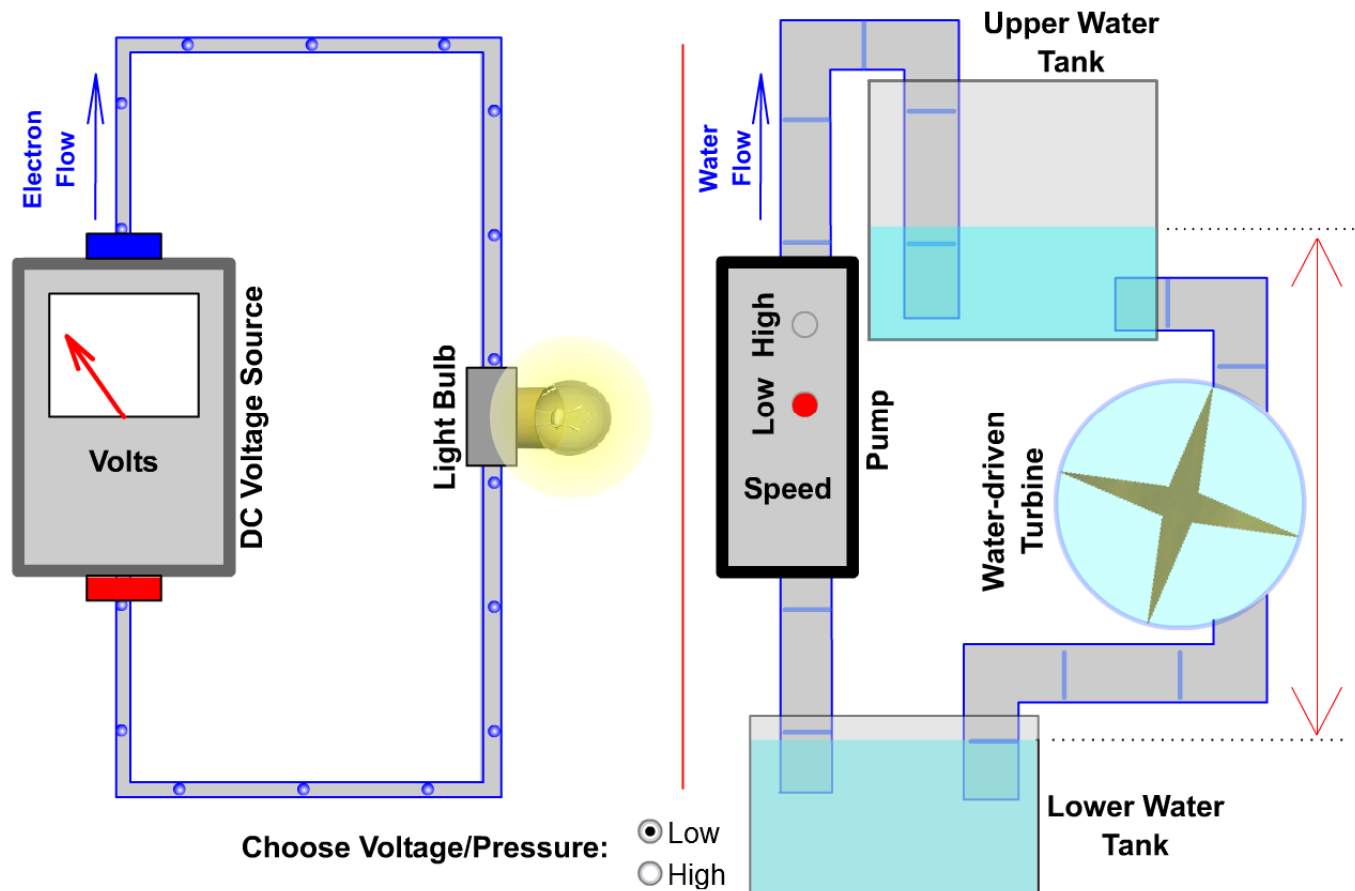 Electron
Flow
Volts
DC Voltage Source
Light Bulb
Water
Flow
Upper Water
Tank
High
Low
Speed
Pump
Water-driven
Turbine
Lower Water
Tank
Choose Voltage/Pressure:
Low
High